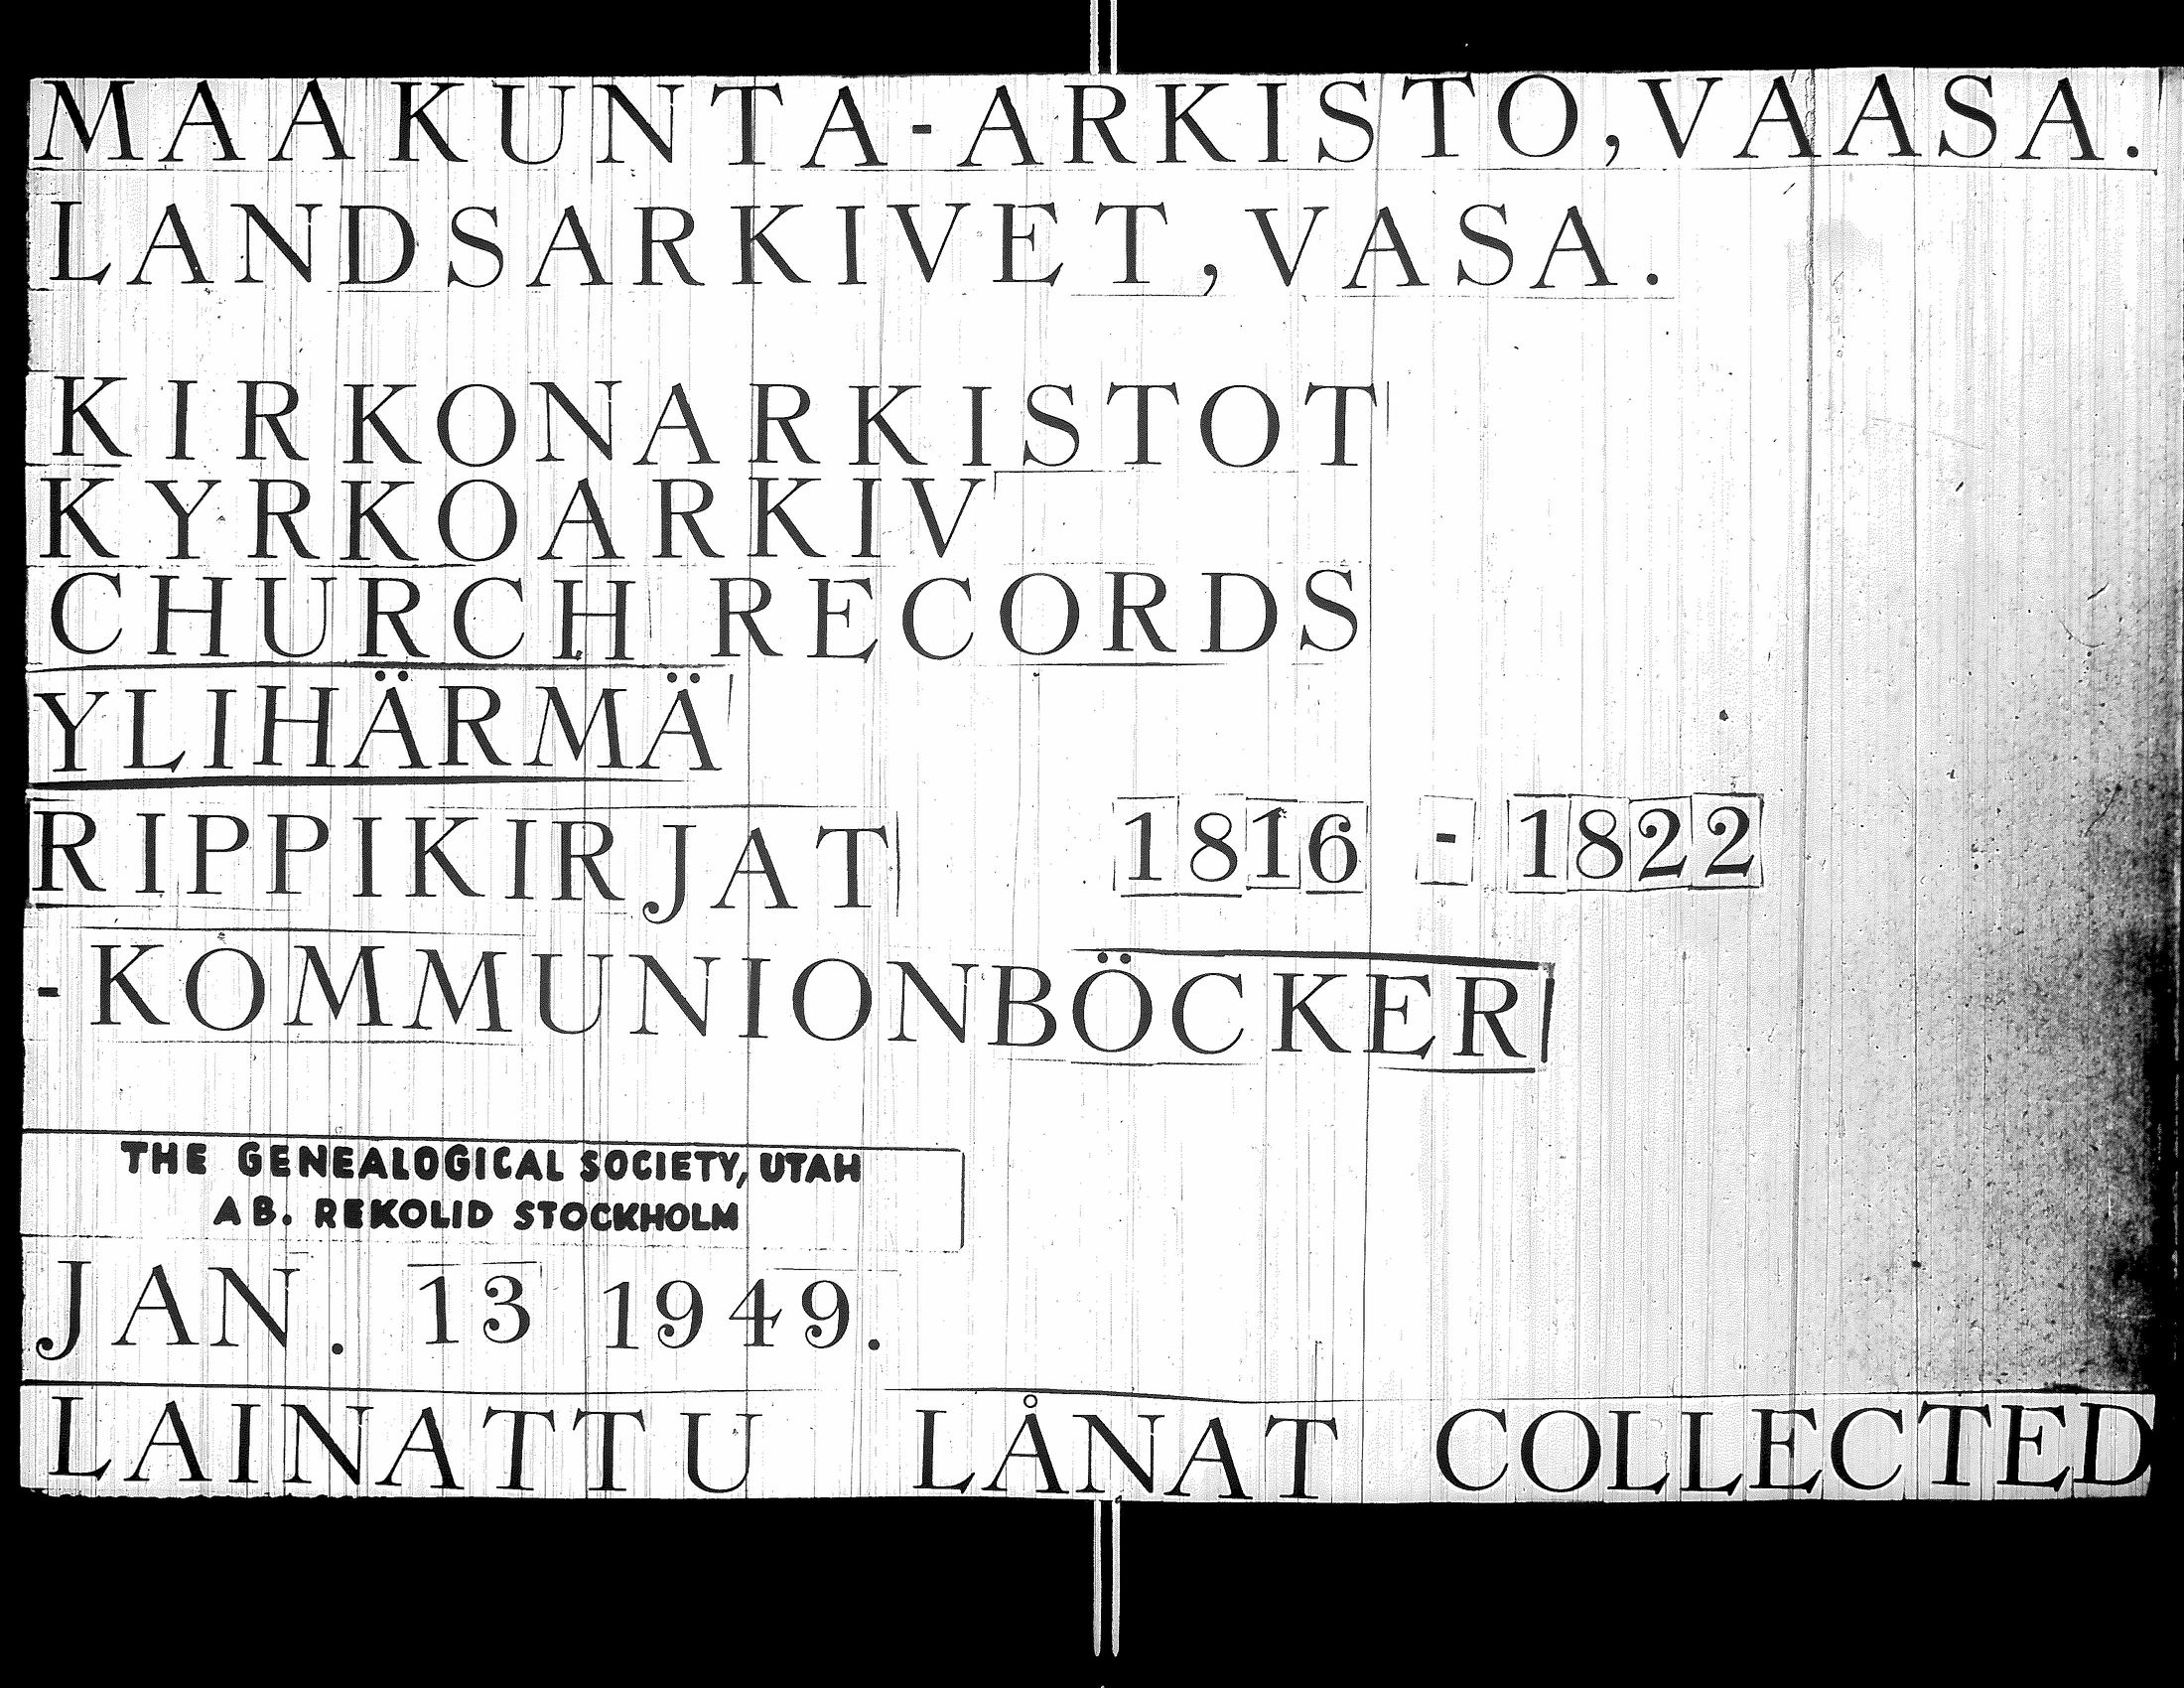 MAAKUNTA-ARKISTO, VAASA.
LANDSARKIVET, VASA.
KIRKONARKISTOT
KYRKOARKIV
CHURCH RECORDS
YLIHÄRMÄ
RIPPIKIRJAT 1816 - 1822
-KOMMUNIONBÖCKER
THE GENEALOGICAL SOCIETY, UTAH
AB. REKOLID STOCKHOLM
JAN. 13 1949.
LAINATTU LÅNAT COLLECTED